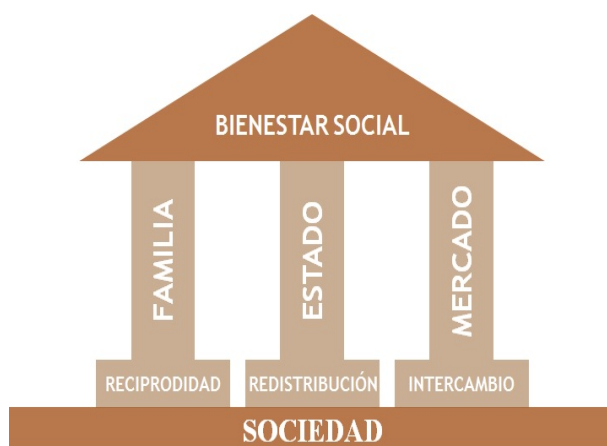 BIENESTAR SOCIAL
FAMILIA
ESTADO
MERCADO
RECIPRODIDAD
REDISTRIBUCIÓN
INTERCAMBIO
SOCIEDAD